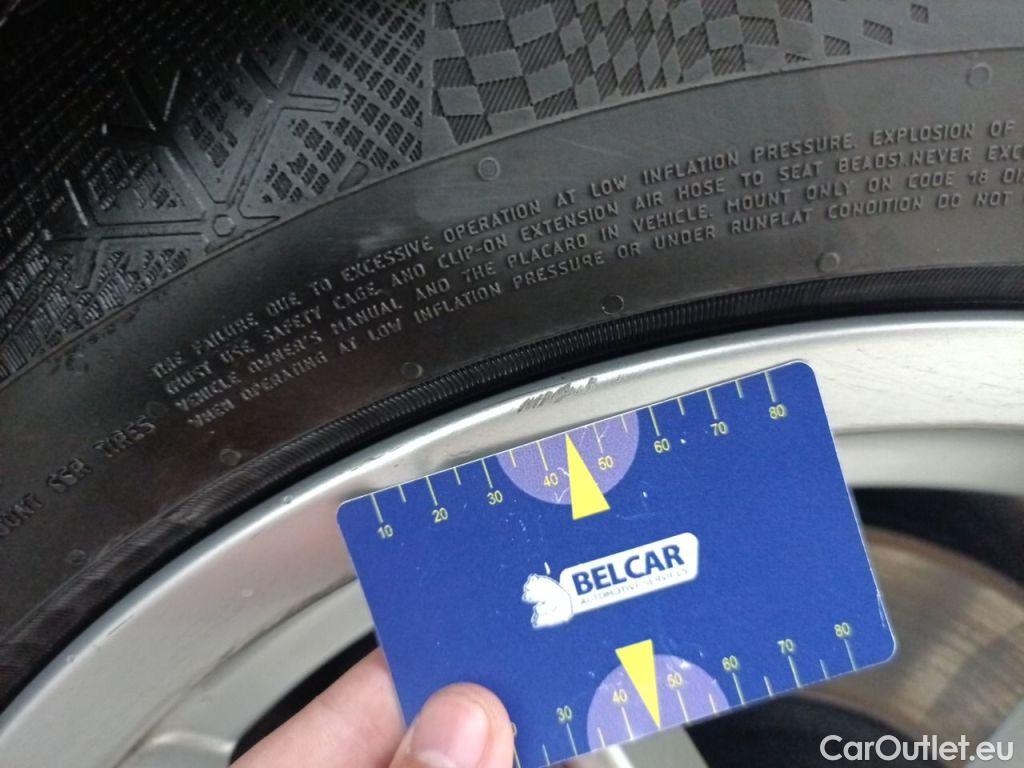 TIRE FAILURE DUE TO EXCESSIVE OPERATION AT LOW INFLATION PRESSURE. EXPLOSION OF
MUST USE SAFETY CAGE AND CLIP-ON EXTENSION AIR HOSE TO SEAT BEADS). NEVER EXC
VEHICLE OWNER'S MANUAL AND THE PLACARD IN VEHICLE. MOUNT ONLY ON CODE 18 DI
WHEN OPERATING AT LOW INFLATION PRESSURE OR UNDER RUNFLAT CONDITION DO NOT
OUNT SSR TIRES
10 20 30 40 50 60 70 80
BELCAR
AUTOMOTIVE SERVICES
30 40 50 60 70 80
CarOutlet.eu